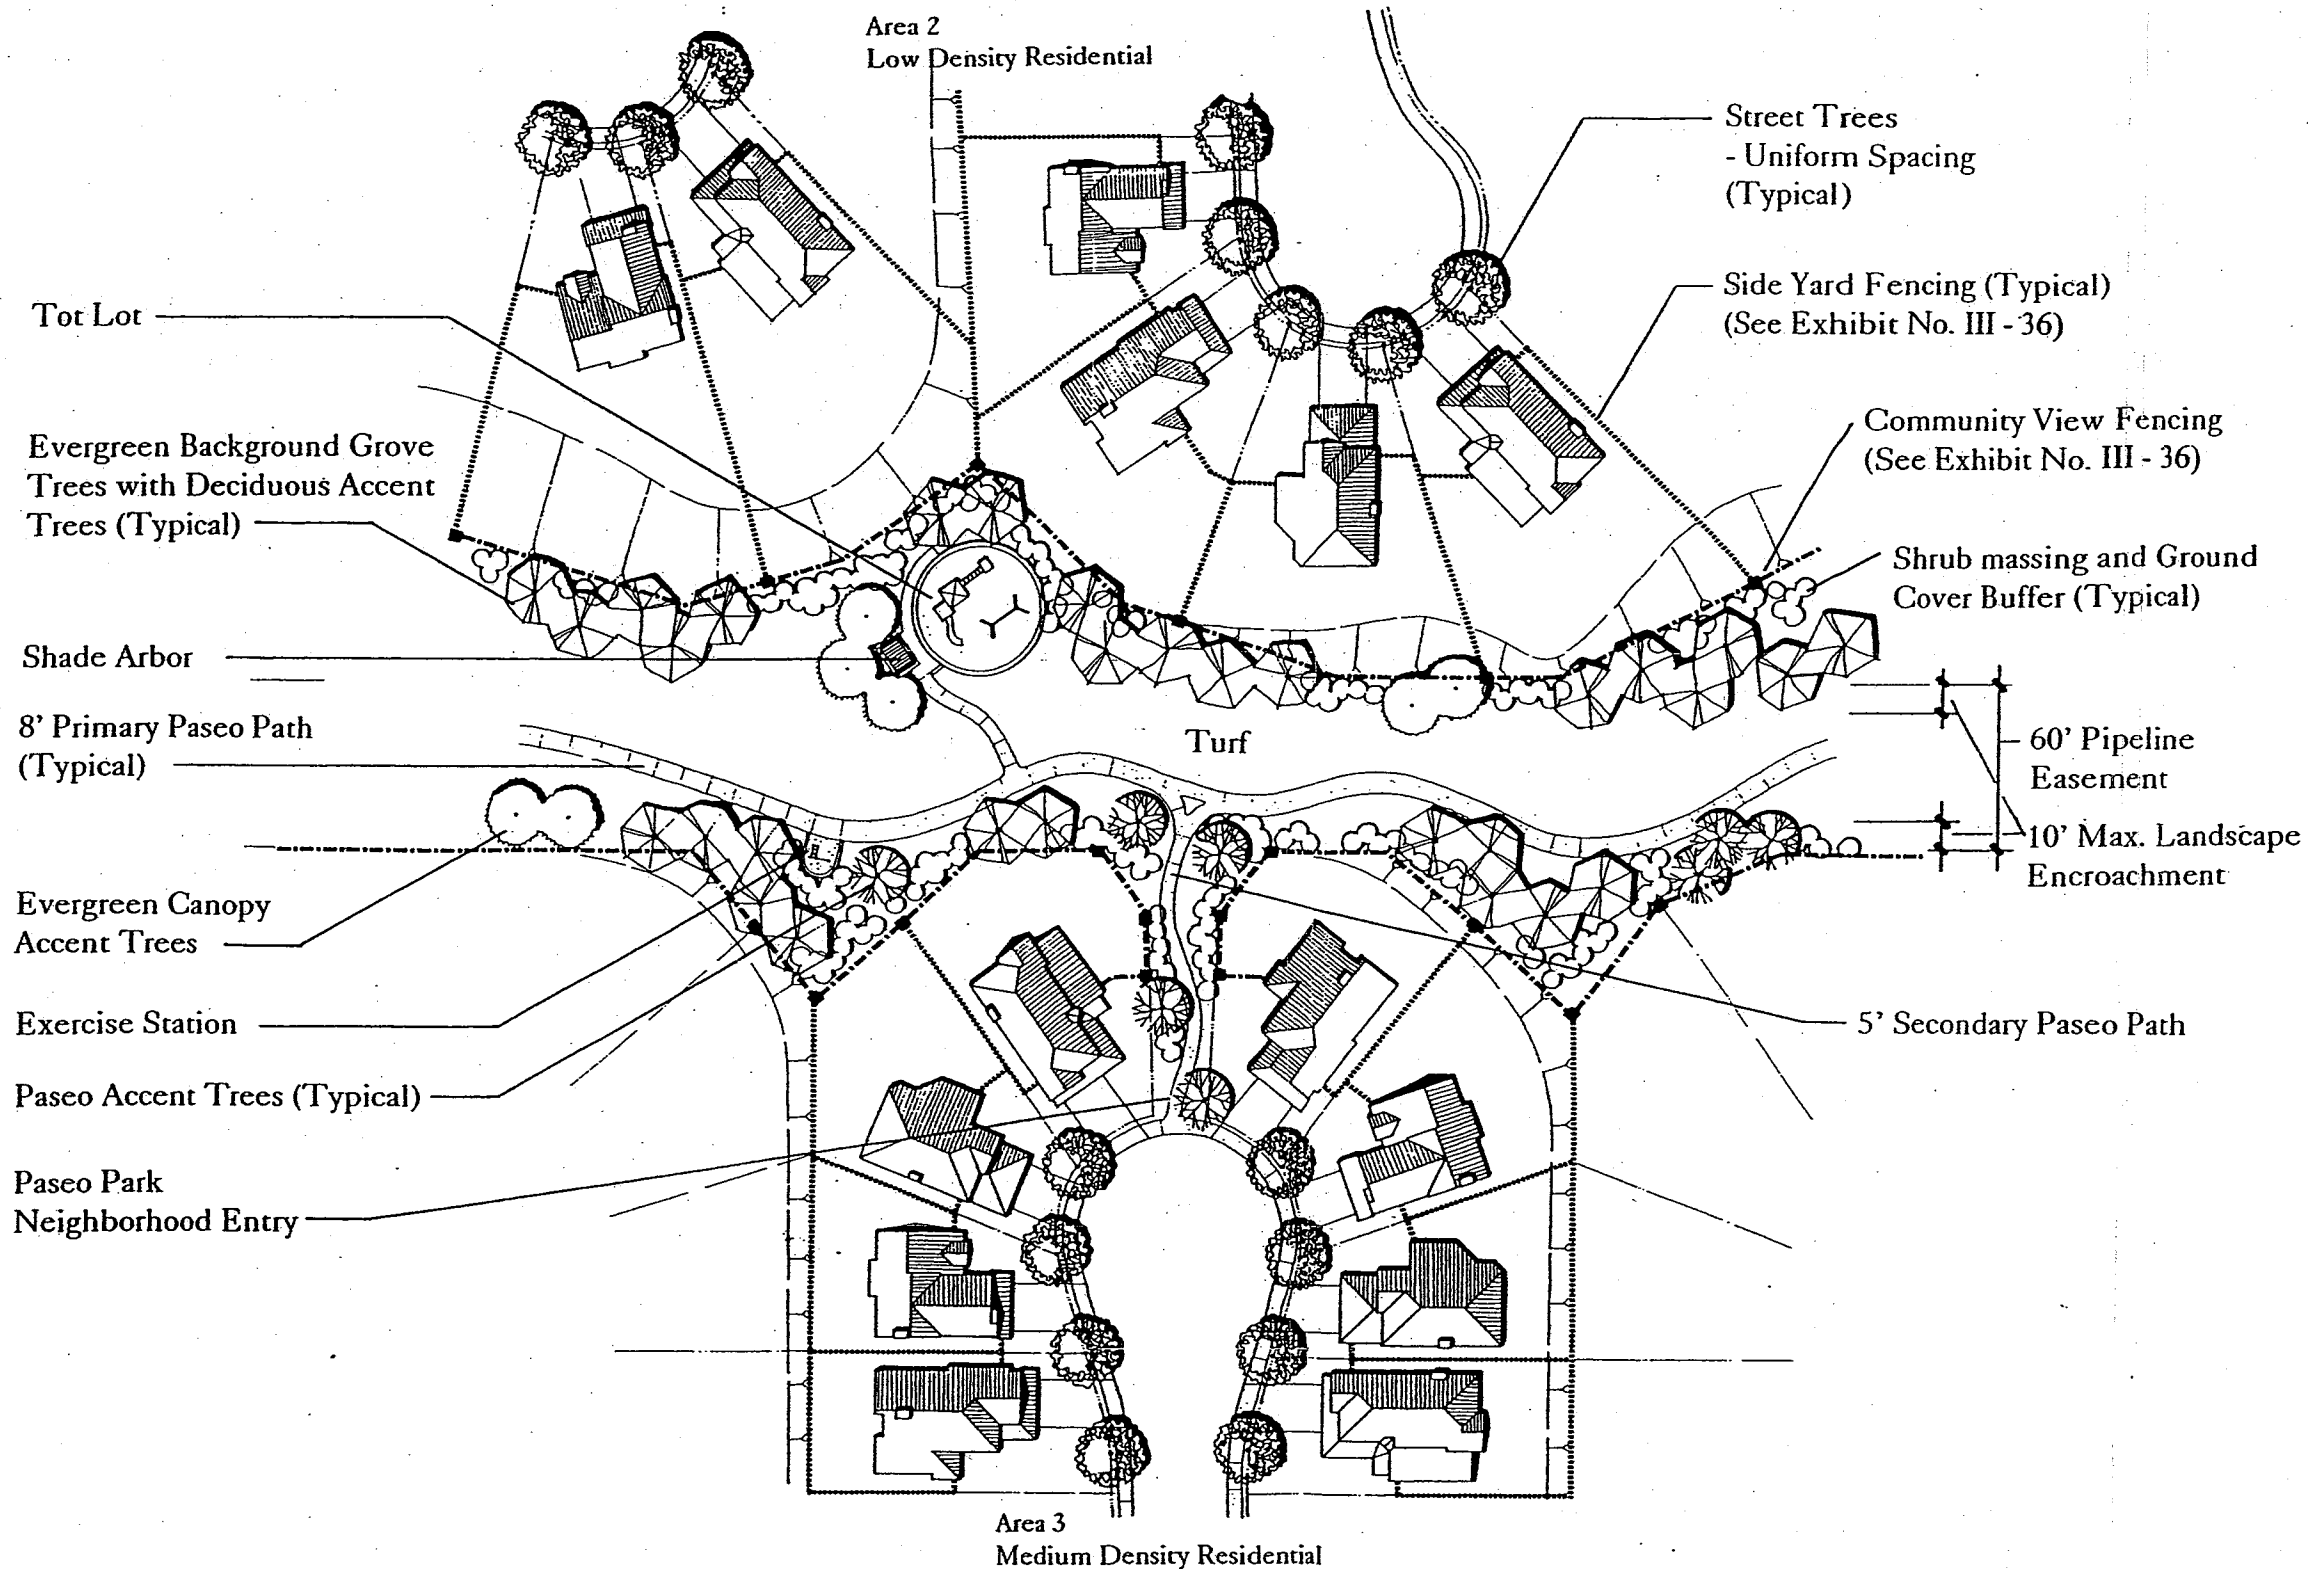 Area 2
Low Density Residential
Street Trees
- Uniform Spacing
(Typical)
Side Yard Fencing (Typical)
(See Exhibit No. III - 36)
Tot Lot
Community View Fencing
(See Exhibit No. III - 36)
Evergreen Background Grove
Trees with Deciduous Accent
Trees (Typical)
Shrub massing and Ground
Cover Buffer (Typical)
Shade Arbor
8' Primary Paseo Path
(Typical)
Turf
60' Pipeline
Easement
10' Max. Landscape
Encroachment
Evergreen Canopy
Accent Trees
Exercise Station
5' Secondary Paseo Path
Paseo Accent Trees (Typical)
Paseo Park
Neighborhood Entry
Area 3
Medium Density Residential